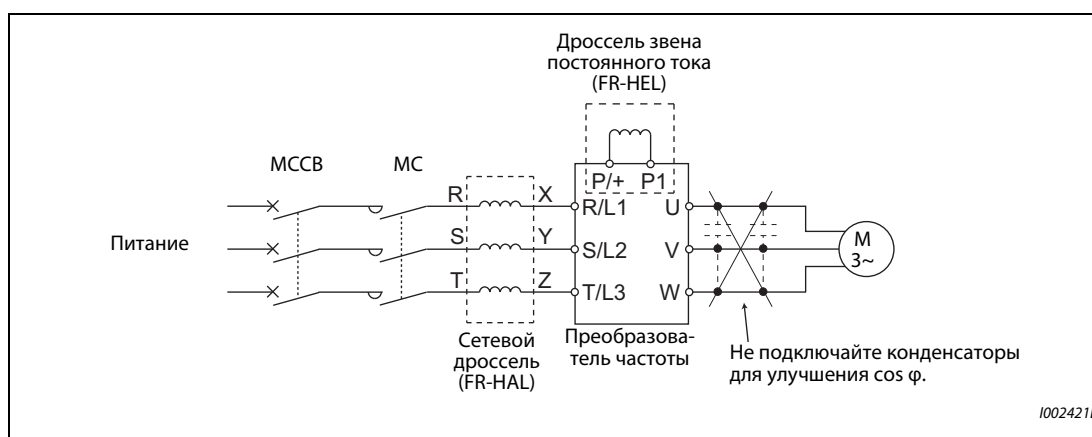 Дроссель звена
постоянного тока
(FR-HEL)
MCCB
MC
P/+ P1
R X R/L1 U
Питание
S Y S/L2 V
M
3~
T Z T/L3 W
Сетевой
дроссель
(FR-HAL)
Преобразова-
тель частоты
Не подключайте конденсаторы
для улучшения cos φ.